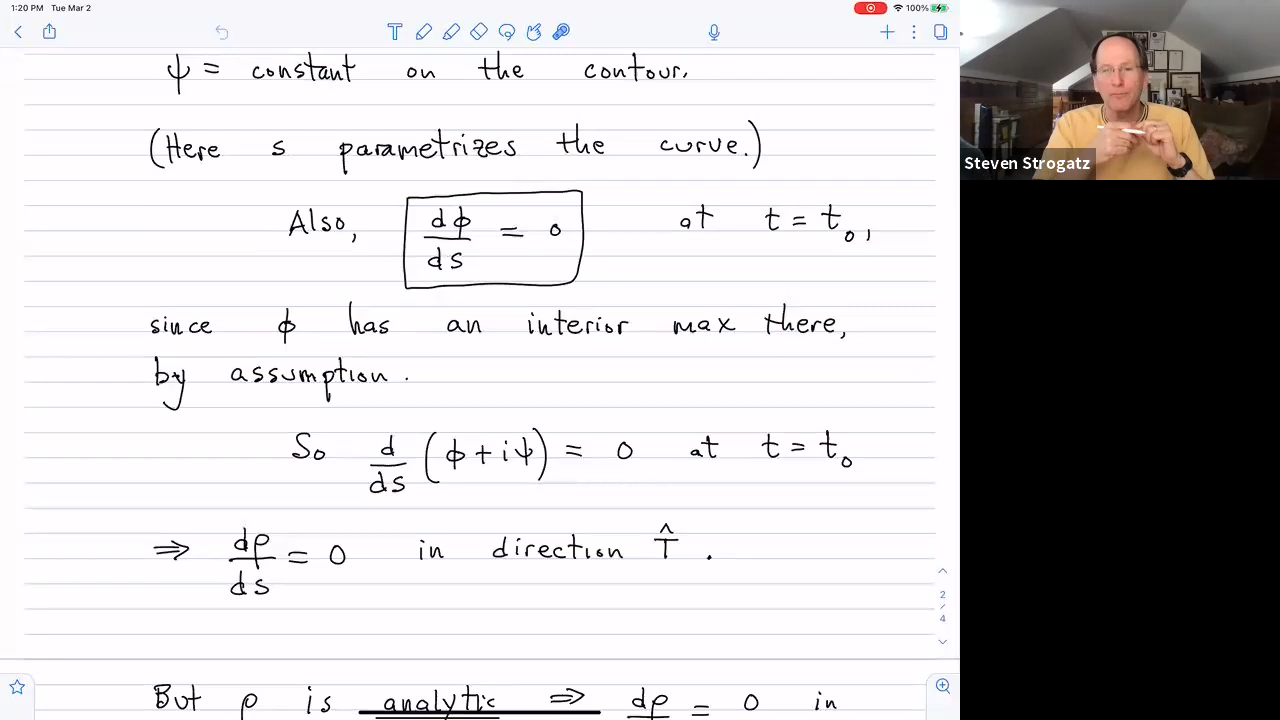 1:20 PM Tue Mar 2
100%
ψ = constant on the contour.
(Here s parametrizes the curve.)
Also, dϕ/ds = 0 at t = t₀,
since ϕ has an interior max there,
by assumption.
So d/ds (ϕ + iψ) = 0 at t = t₀
⇒ dρ/ds = 0 in direction T̂ .
2
/
4
But ρ is analytic ⇒ dρ = 0 in
Steven Strogatz